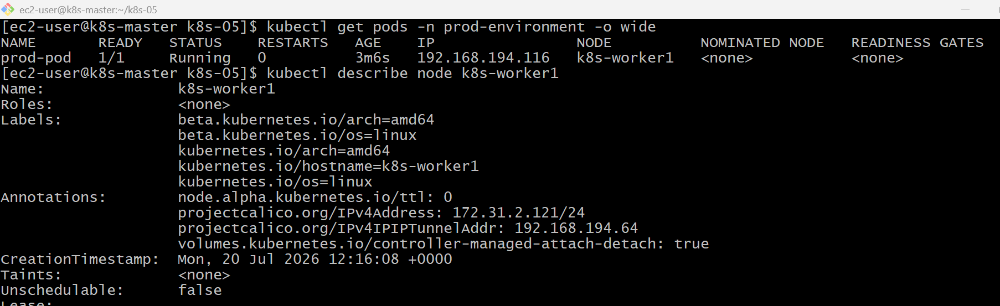 ec2-user@k8s-master:~/k8s-05
[ec2-user@k8s-master k8s-05]$ kubectl get pods -n prod-environment -o wide
NAME       READY   STATUS    RESTARTS   AGE    IP                NODE          NOMINATED NODE   READINESS GATES
prod-pod   1/1     Running   0          3m6s   192.168.194.116   k8s-worker1   <none>           <none>
[ec2-user@k8s-master k8s-05]$ kubectl describe node k8s-worker1
Name:               k8s-worker1
Roles:              <none>
Labels:             beta.kubernetes.io/arch=amd64
                    beta.kubernetes.io/os=linux
                    kubernetes.io/arch=amd64
                    kubernetes.io/hostname=k8s-worker1
                    kubernetes.io/os=linux
Annotations:        node.alpha.kubernetes.io/ttl: 0
                    projectcalico.org/IPv4Address: 172.31.2.121/24
                    projectcalico.org/IPv4IPIPTunnelAddr: 192.168.194.64
                    volumes.kubernetes.io/controller-managed-attach-detach: true
CreationTimestamp:  Mon, 20 Jul 2026 12:16:08 +0000
Taints:             <none>
Unschedulable:      false
Lease: